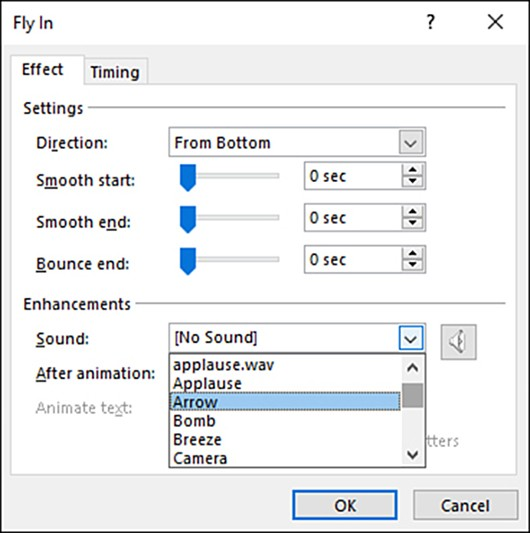 Fly In ?
Effect Timing
Settings
Direction: From Bottom
Smooth start: 0 sec
Smooth end: 0 sec
Bounce end: 0 sec
Enhancements
Sound: [No Sound]
applause.wav
After animation: Applause
Arrow
Animate text: Bomb
Breeze tters
Camera
OK Cancel